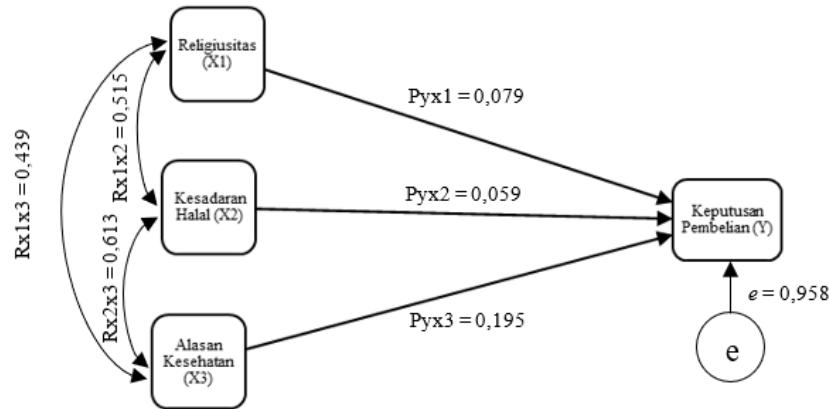 Religiusitas
(X1)
Pyx1 = 0,079
Rx1x2 = 0,515
Rx1x3 = 0,439
Kesadaran
Halal (X2)
Pyx2 = 0,059
Keputusan
Pembelian (Y)
Rx2x3 = 0,613
e = 0,958
Pyx3 = 0,195
Alasan
Kesehatan
(X3)
e